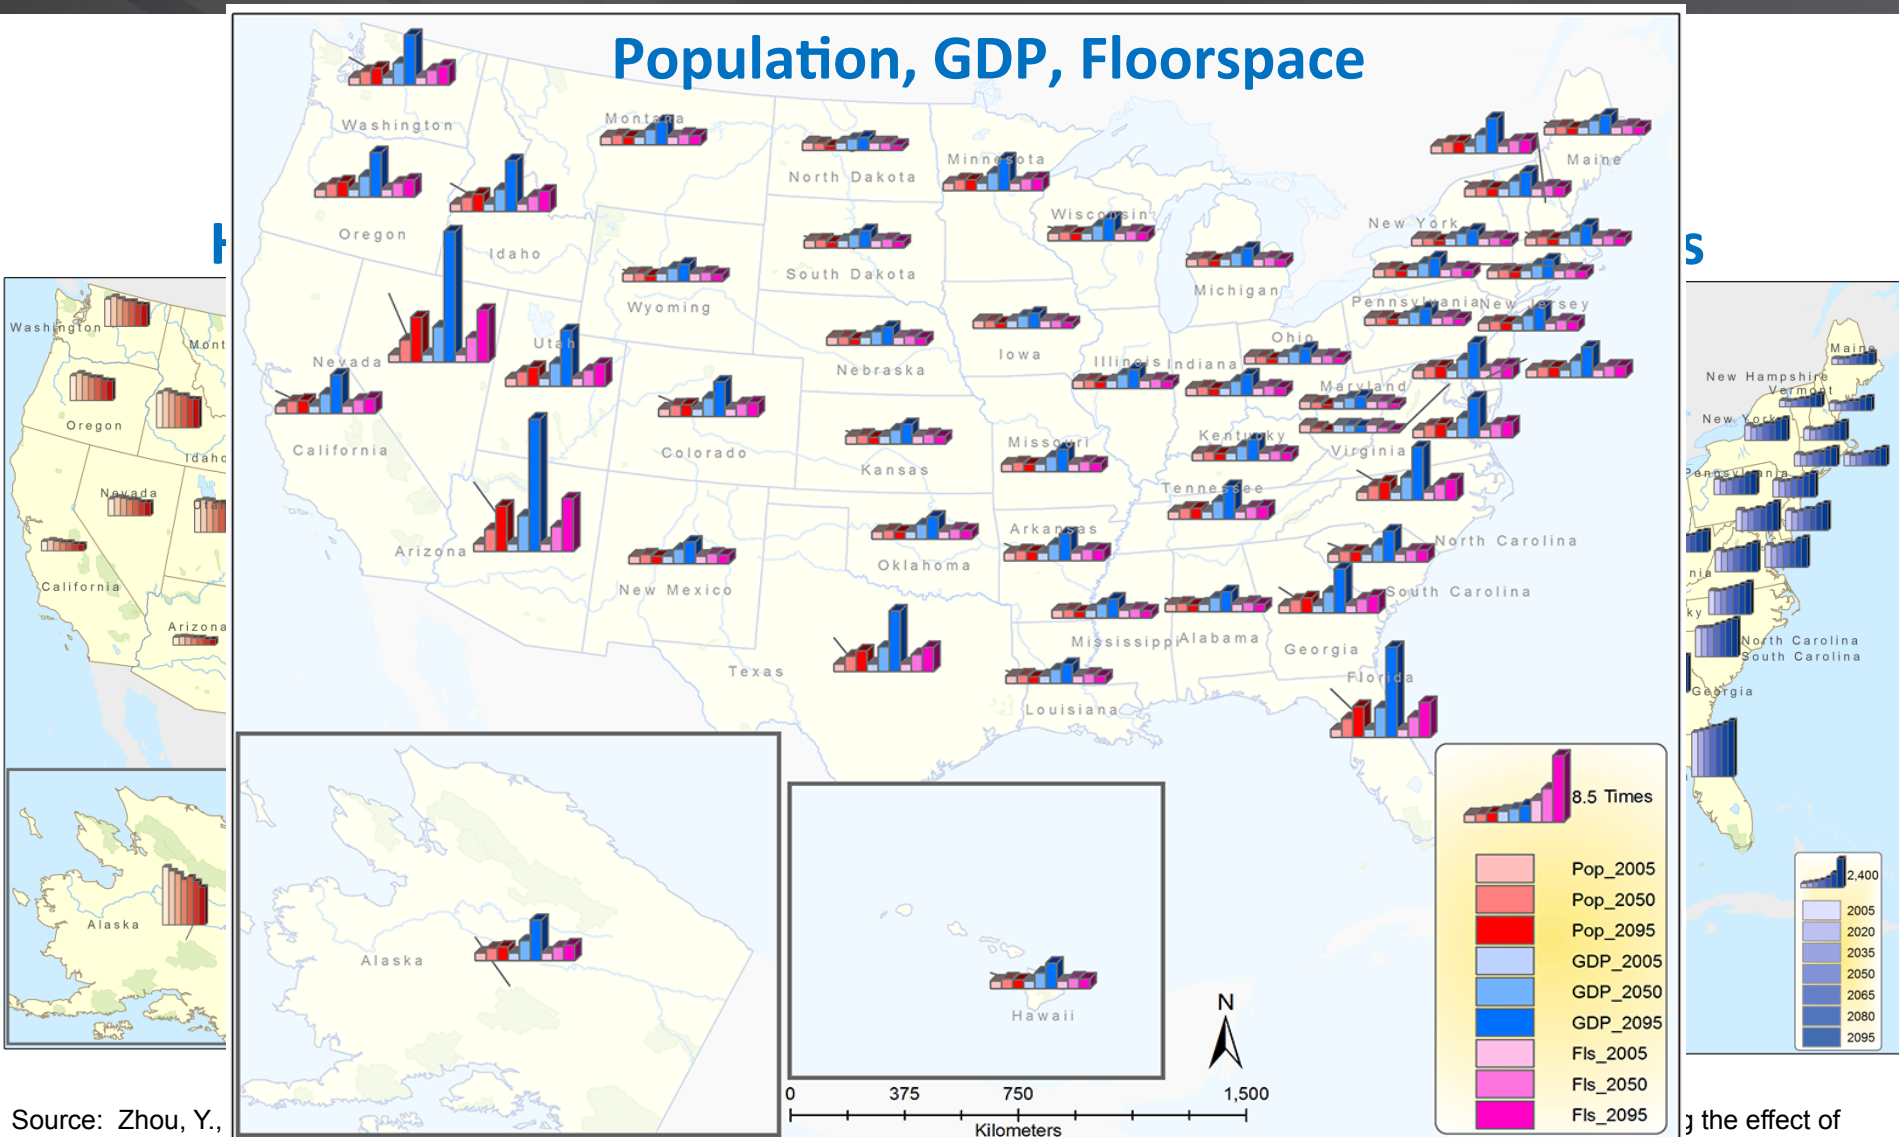 Population, GDP, Floorspace
Washington
Montana
North Dakota
Minnesota
Maine
Oregon
Idaho
Wisconsin
New York
South Dakota
Wyoming
Michigan
Pennsylvania
New Jersey
Nevada
Utah
Nebraska
Iowa
Illinois
Indiana
Ohio
Maryland
California
Colorado
Kansas
Missouri
Kentucky
Virginia
Tennessee
Arizona
New Mexico
Oklahoma
Arkansas
North Carolina
South Carolina
Texas
Mississippi
Alabama
Georgia
Louisiana
Florida
Alaska
Hawaii
N
0 375 750 1,500
Kilometers
8.5 Times
Pop_2005
Pop_2050
Pop_2095
GDP_2005
GDP_2050
GDP_2095
Fls_2005
Fls_2050
Fls_2095
Washington
Mont
Oregon
Idaho
Nevada
Utah
California
Arizona
Alaska
s
Maine
New Hampshire
Vermont
New York
Pennsylvania
nia
ky
North Carolina
South Carolina
Georgia
2,400
2005
2020
2035
2050
2065
2080
2095
Source: Zhou, Y.,
g the effect of